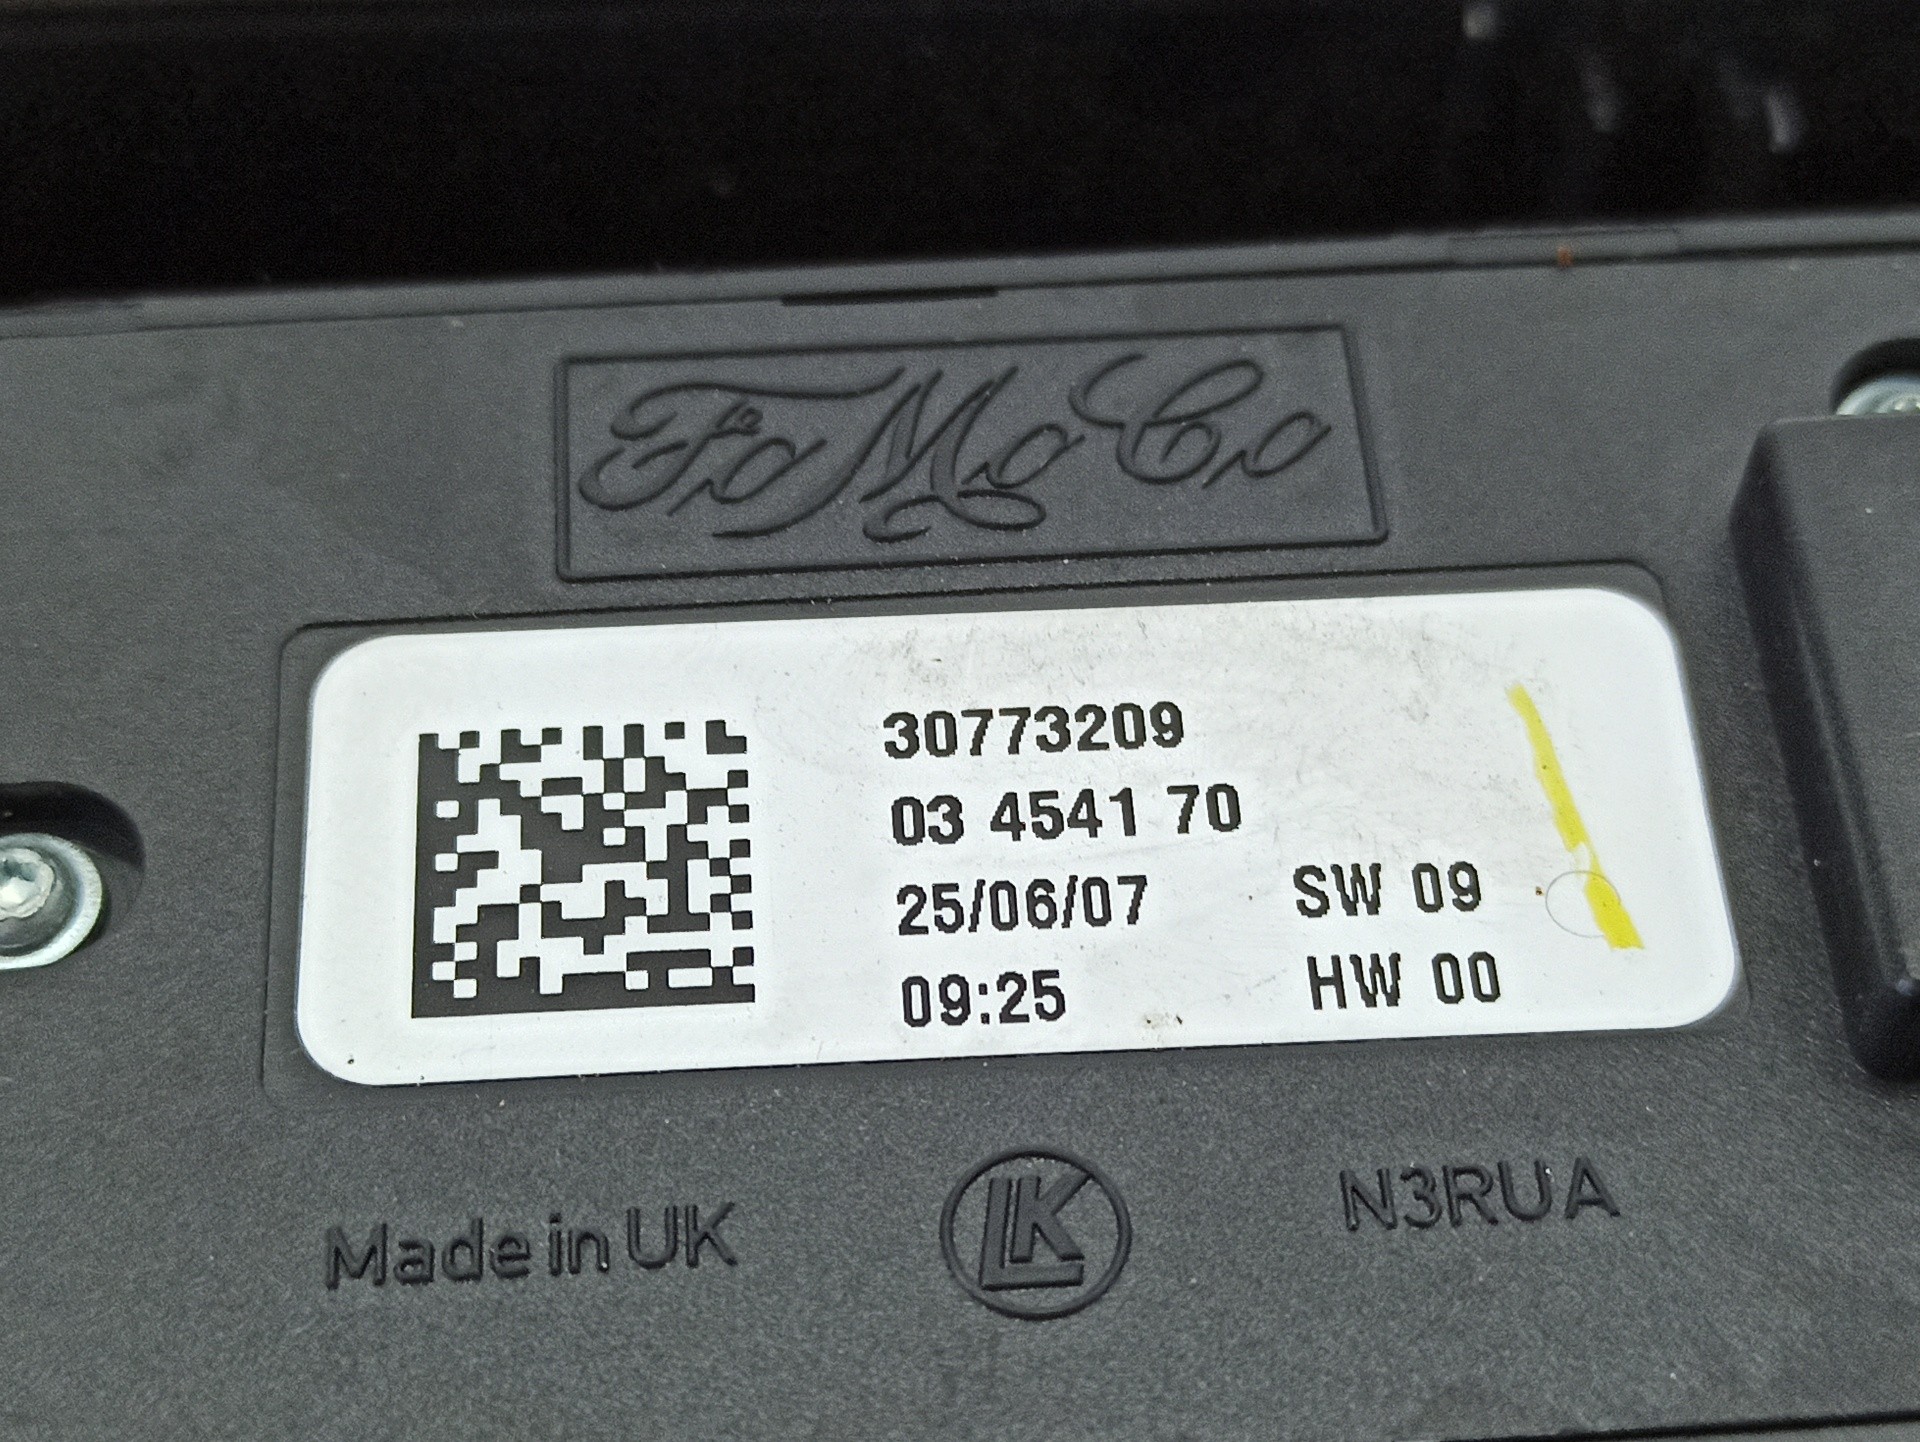 FoMoCo
30773209
03 4541 70
25/06/07 SW 09
09:25 HW 00
Made in UK LK N3RUA